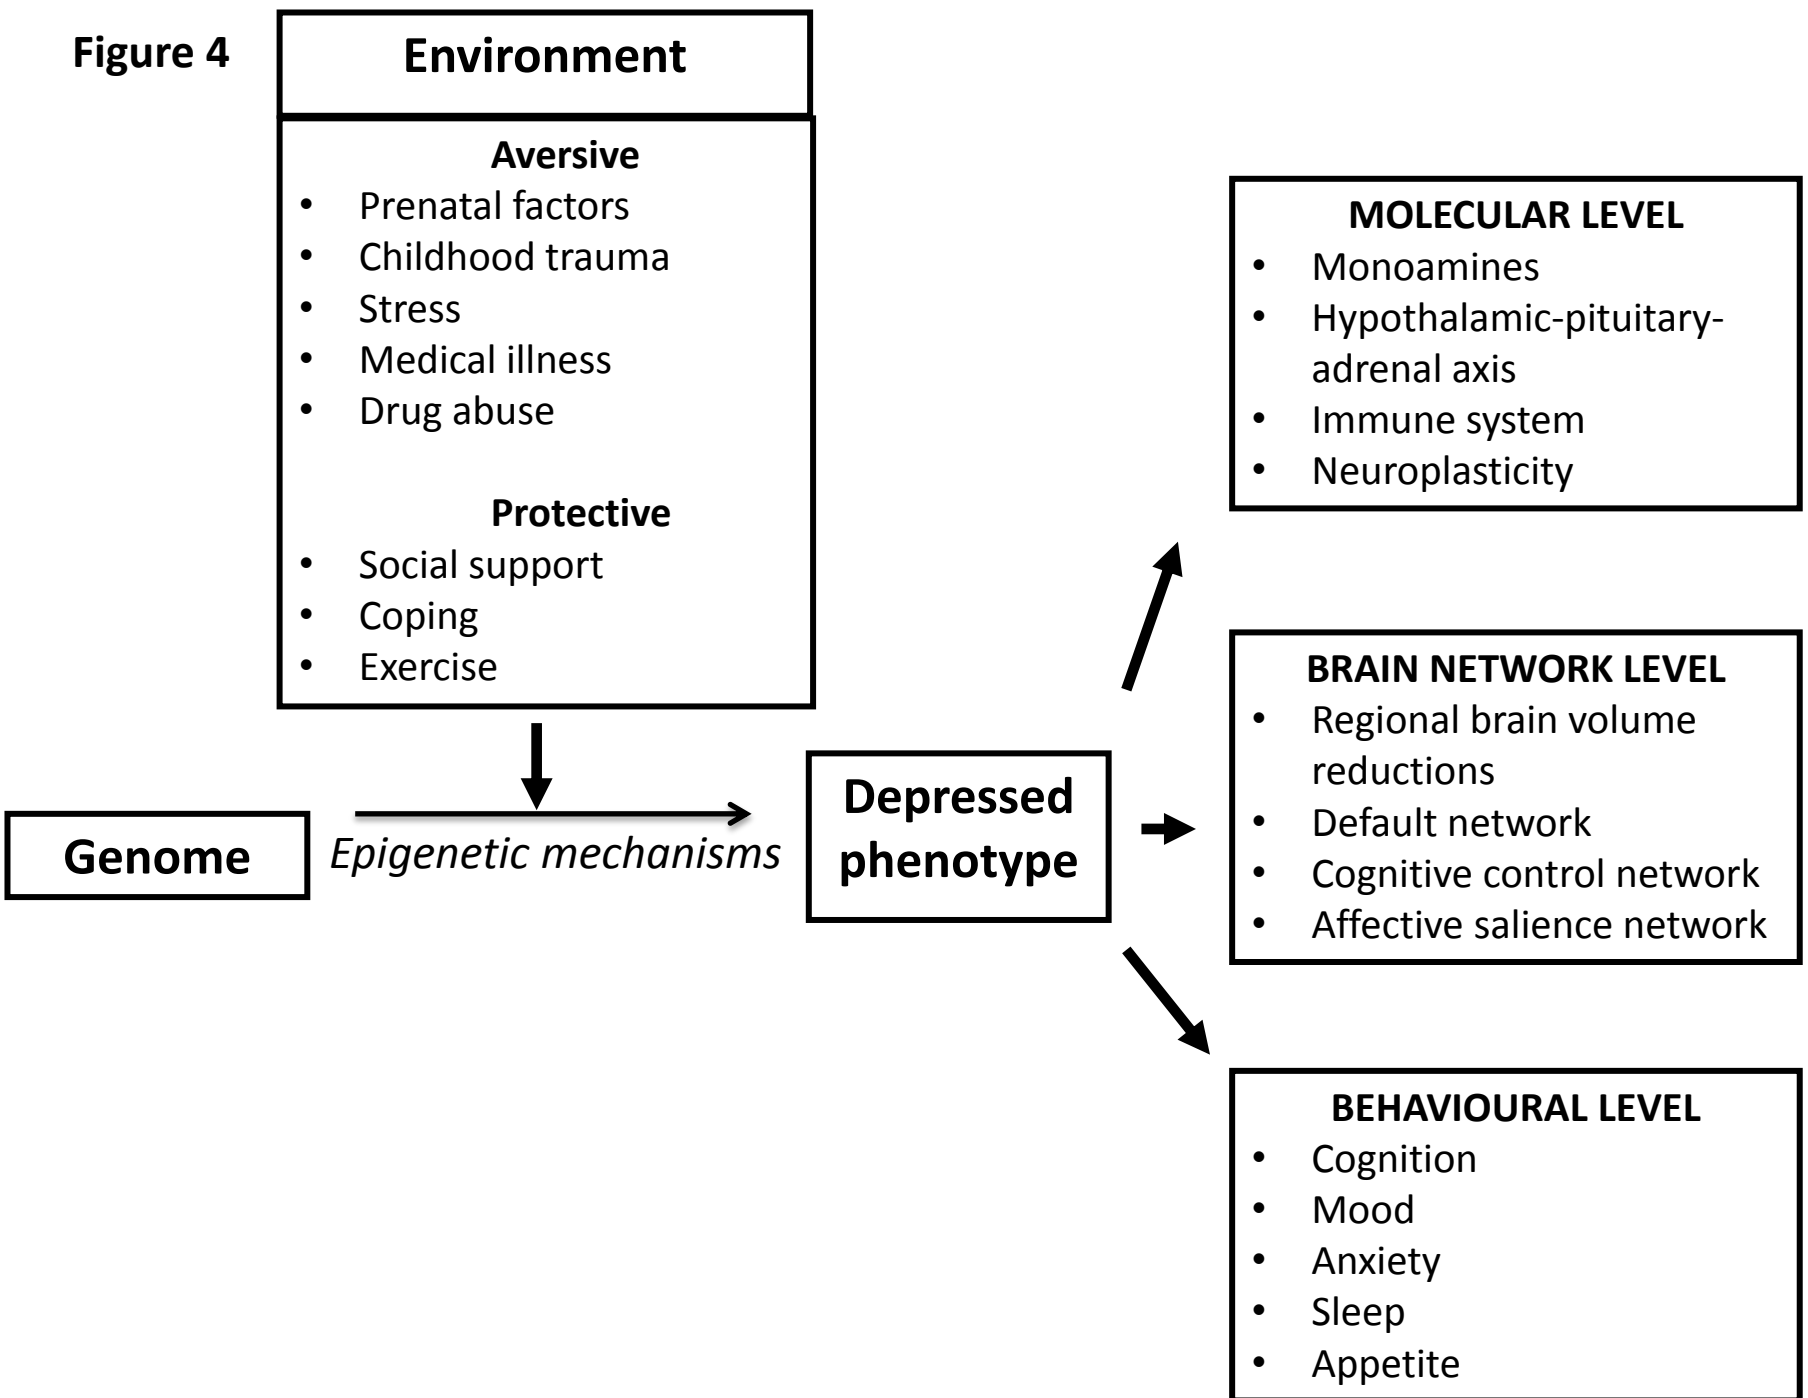 Figure 4
Environment
Aversive
• Prenatal factors
• Childhood trauma
• Stress
• Medical illness
• Drug abuse
Protective
• Social support
• Coping
• Exercise
Genome
Epigenetic mechanisms
Depressed
phenotype
MOLECULAR LEVEL
• Monoamines
• Hypothalamic-pituitary-
adrenal axis
• Immune system
• Neuroplasticity
BRAIN NETWORK LEVEL
• Regional brain volume
reductions
• Default network
• Cognitive control network
• Affective salience network
BEHAVIOURAL LEVEL
• Cognition
• Mood
• Anxiety
• Sleep
• Appetite